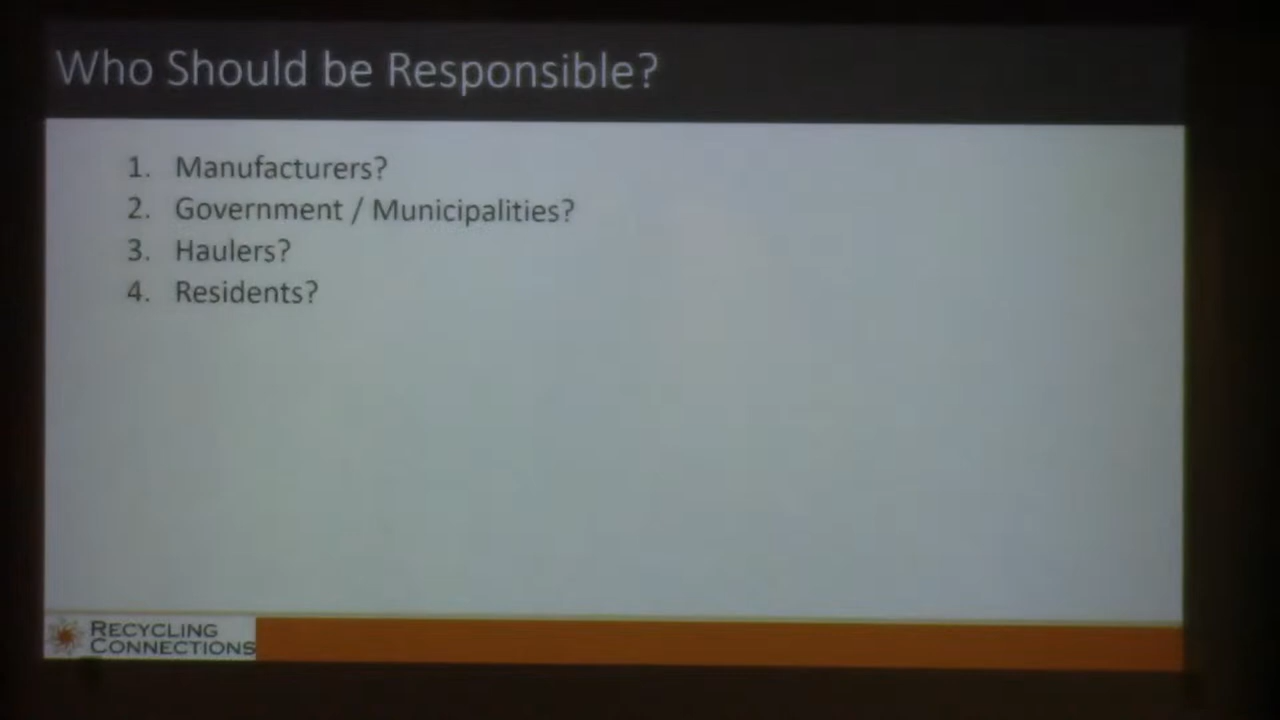 Who Should be Responsible?
1. Manufacturers?
2. Government / Municipalities?
3. Haulers?
4. Residents?
RECYCLING
CONNECTIONS